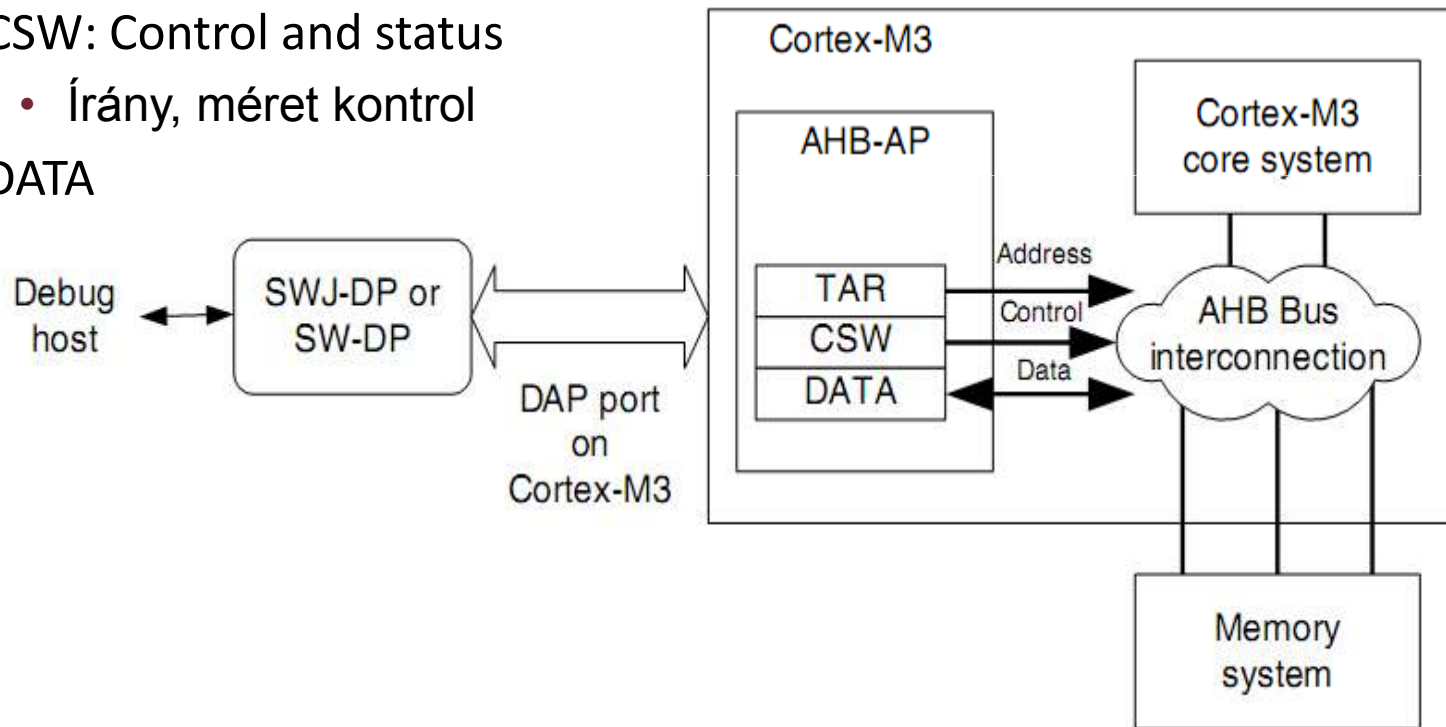 CSW: Control and status
• Írány, méret kontrol
DATA
Cortex-M3
AHB-AP
Cortex-M3
core system
Debug
host
SWJ-DP or
SW-DP
DAP port
on
Cortex-M3
TAR
CSW
DATA
Address
Control
Data
AHB Bus
interconnection
Memory
system